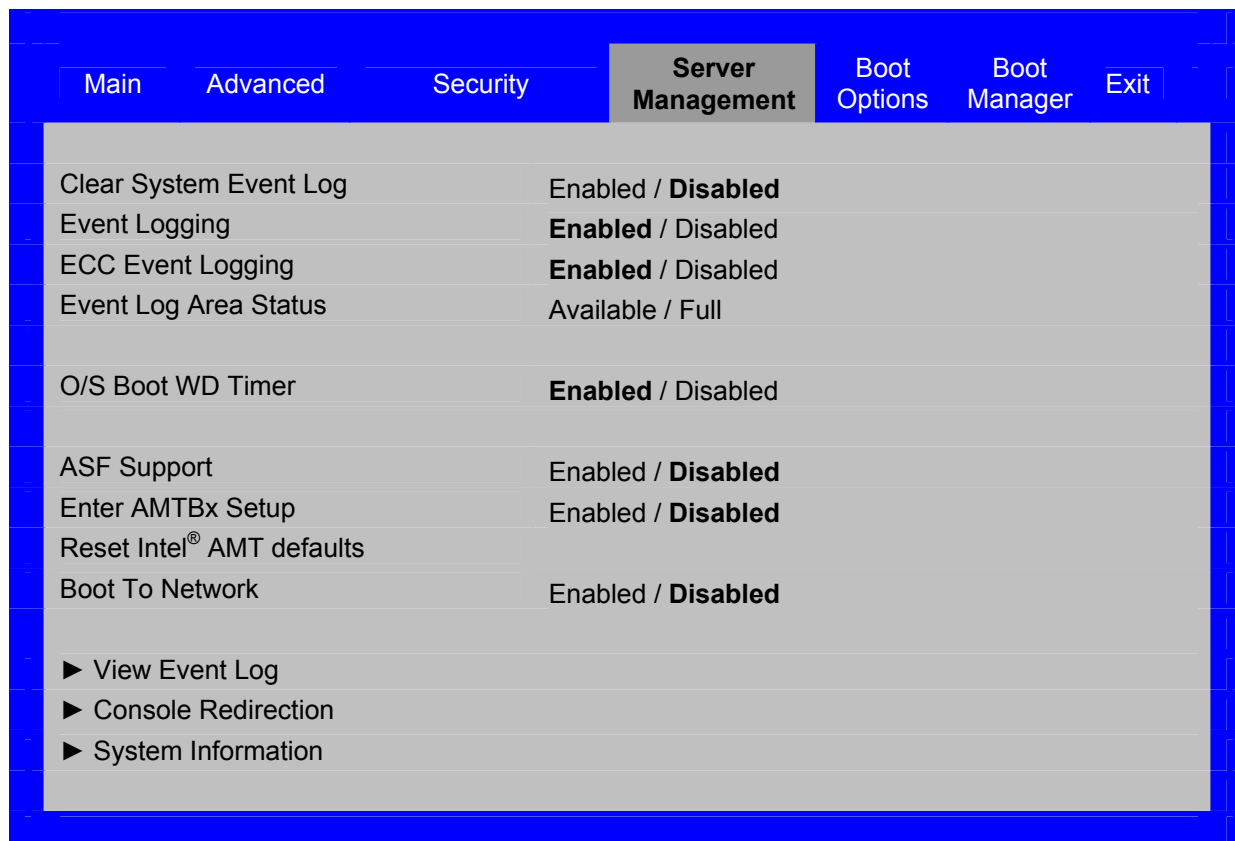 Main Advanced Security Server Management Boot Options Boot Manager Exit
Clear System Event Log Enabled / Disabled
Event Logging Enabled / Disabled
ECC Event Logging Enabled / Disabled
Event Log Area Status Available / Full
O/S Boot WD Timer Enabled / Disabled
ASF Support Enabled / Disabled
Enter AMTBx Setup Enabled / Disabled
Reset Intel® AMT defaults
Boot To Network Enabled / Disabled
► View Event Log
► Console Redirection
► System Information